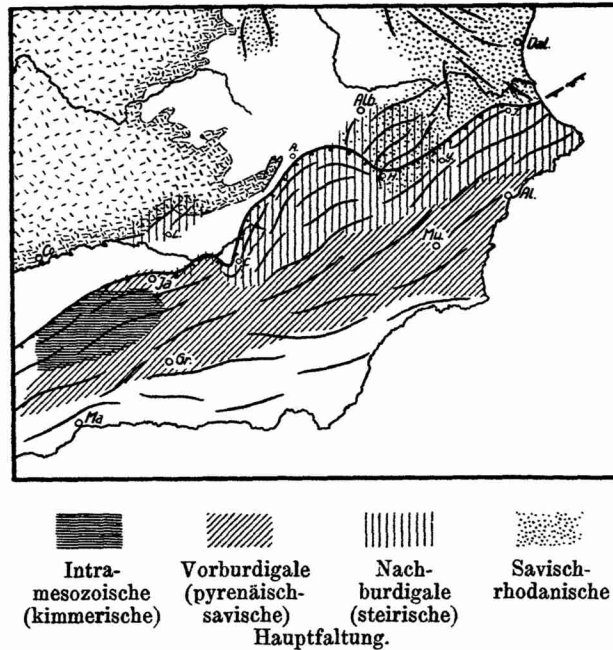 Val.
Alb.
A.
J.
Y.
H.
Al.
L.
Mu.
Co.
C.
Ja
Gr.
Ma
Intra-
mesozoische
(kimmerische)
Vorburdigale
(pyrenäisch-
savische)
Nach-
burdigale
(steirische)
Savisch-
rhodanische
Hauptfaltung.